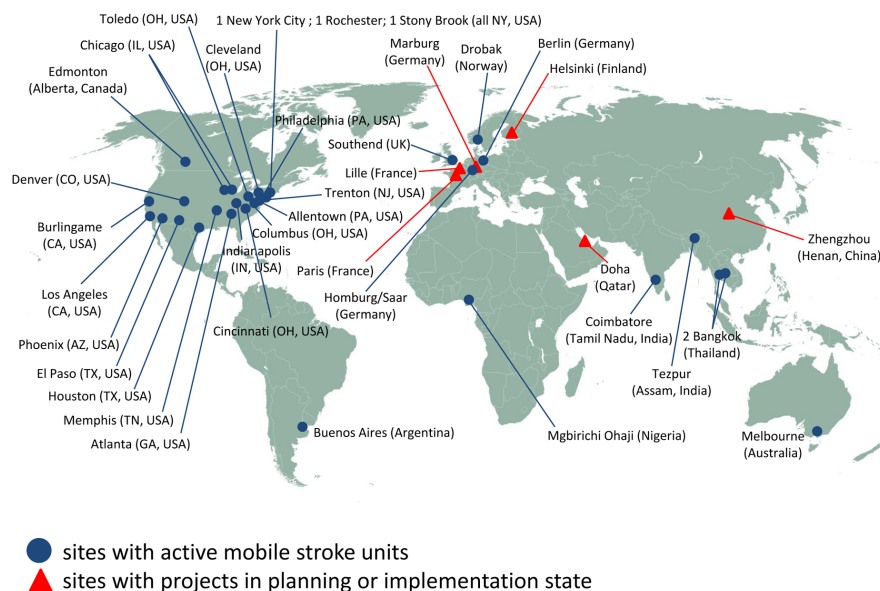 Toledo (OH, USA)
1 New York City ; 1 Rochester; 1 Stony Brook (all NY, USA)
Chicago (IL, USA)
Cleveland
(OH, USA)
Marburg
(Germany)
Drobak
(Norway)
Berlin (Germany)
Helsinki (Finland)
Edmonton
(Alberta, Canada)
Philadelphia (PA, USA)
Southend (UK)
Lille (France)
Denver (CO, USA)
Trenton (NJ, USA)
Allentown (PA, USA)
Columbus (OH, USA)
Burlingame
(CA, USA)
Indianapolis
(IN, USA)
Paris (France)
Zhengzhou
(Henan, China)
Doha
(Qatar)
Homburg/Saar
(Germany)
Los Angeles
(CA, USA)
Cincinnati (OH, USA)
Coimbatore
(Tamil Nadu, India)
2 Bangkok
(Thailand)
Phoenix (AZ, USA)
El Paso (TX, USA)
Tezpur
(Assam, India)
Houston (TX, USA)
Memphis (TN, USA)
Atlanta (GA, USA)
Buenos Aires (Argentina)
Mgbirichi Ohaji (Nigeria)
Melbourne
(Australia)
sites with active mobile stroke units
sites with projects in planning or implementation state